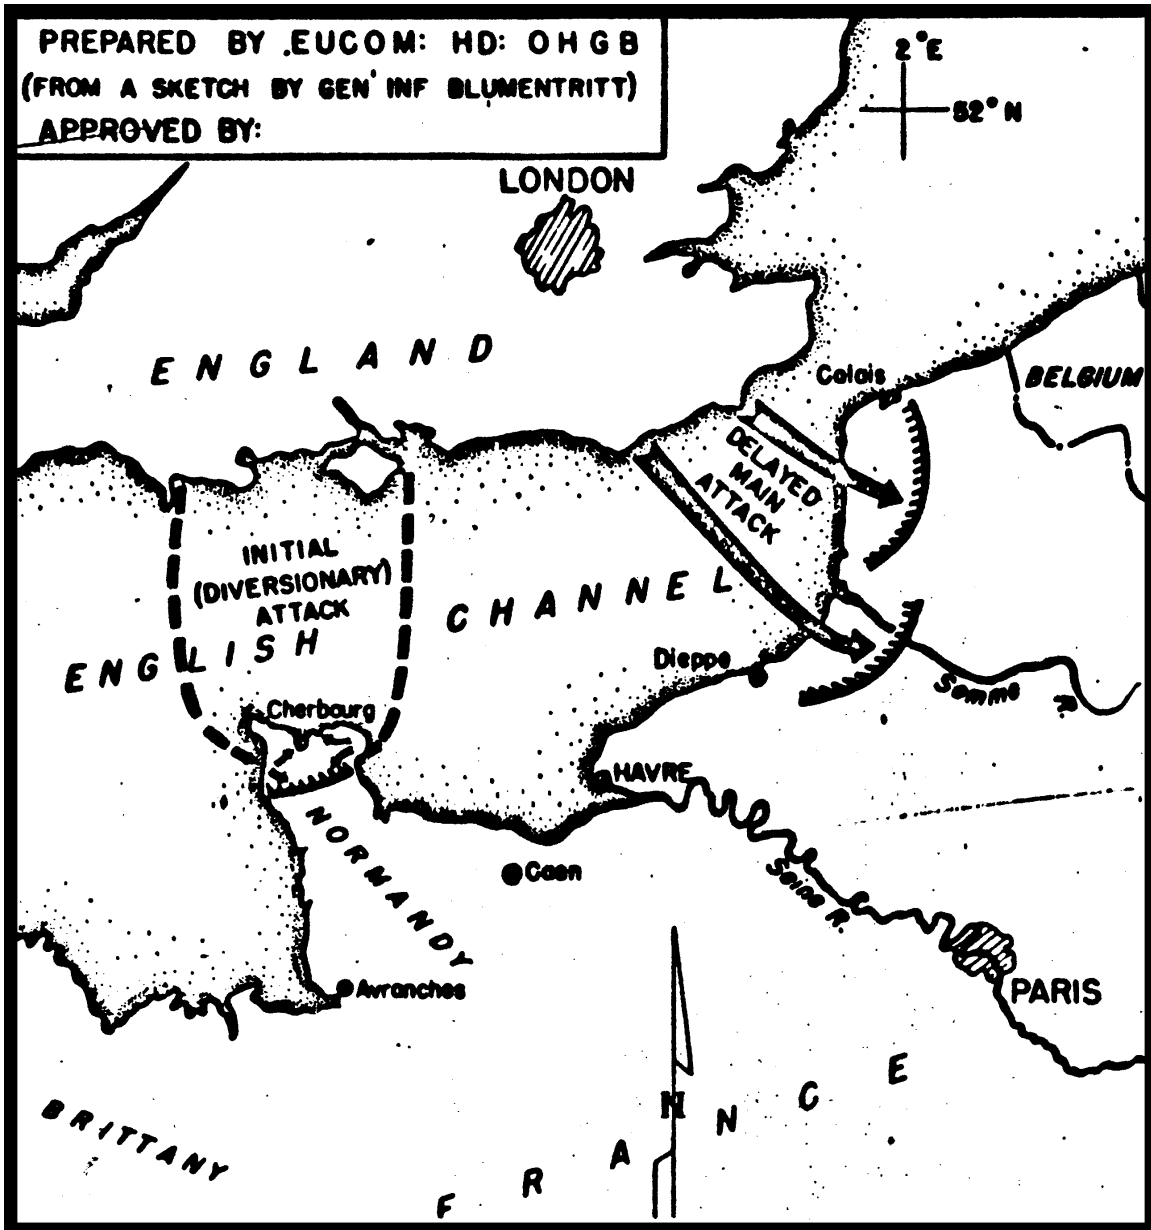 PREPARED BY .EUCOM: HD: OHGB
(FROM A SKETCH BY GEN' INF BLUMENTRITT)
APPROVED BY:
2°E
52°N
LONDON
ENGLAND
Calais
BELGIUM
DELAYED
MAIN
ATTACK
INITIAL
(DIVERSIONARY)
ATTACK
ENGLISH
CHANNEL
Dieppe
Somme
R
Cherbourg
HAVRE
NORMANDY
Caen
Seine R.
Avranches
PARIS
N
BRITTANY
FRANCE